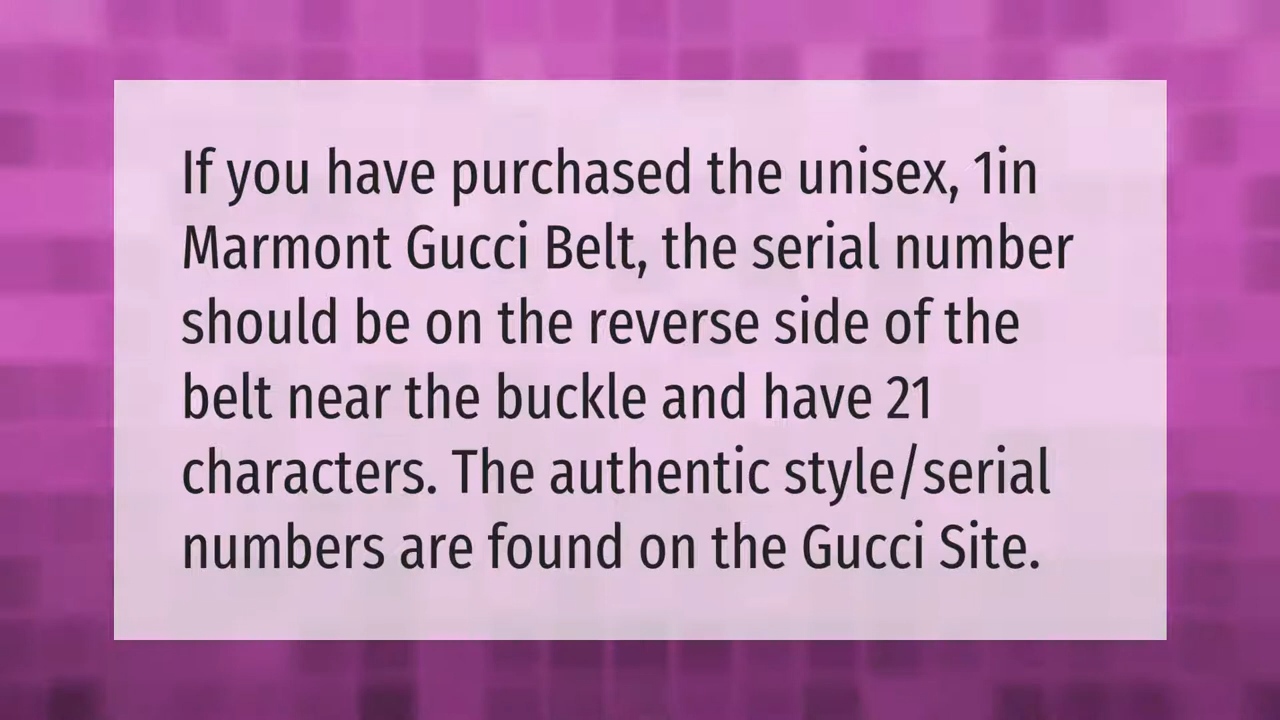 If you have purchased the unisex, 1in
Marmont Gucci Belt, the serial number
should be on the reverse side of the
belt near the buckle and have 21
characters. The authentic style/serial
numbers are found on the Gucci Site.